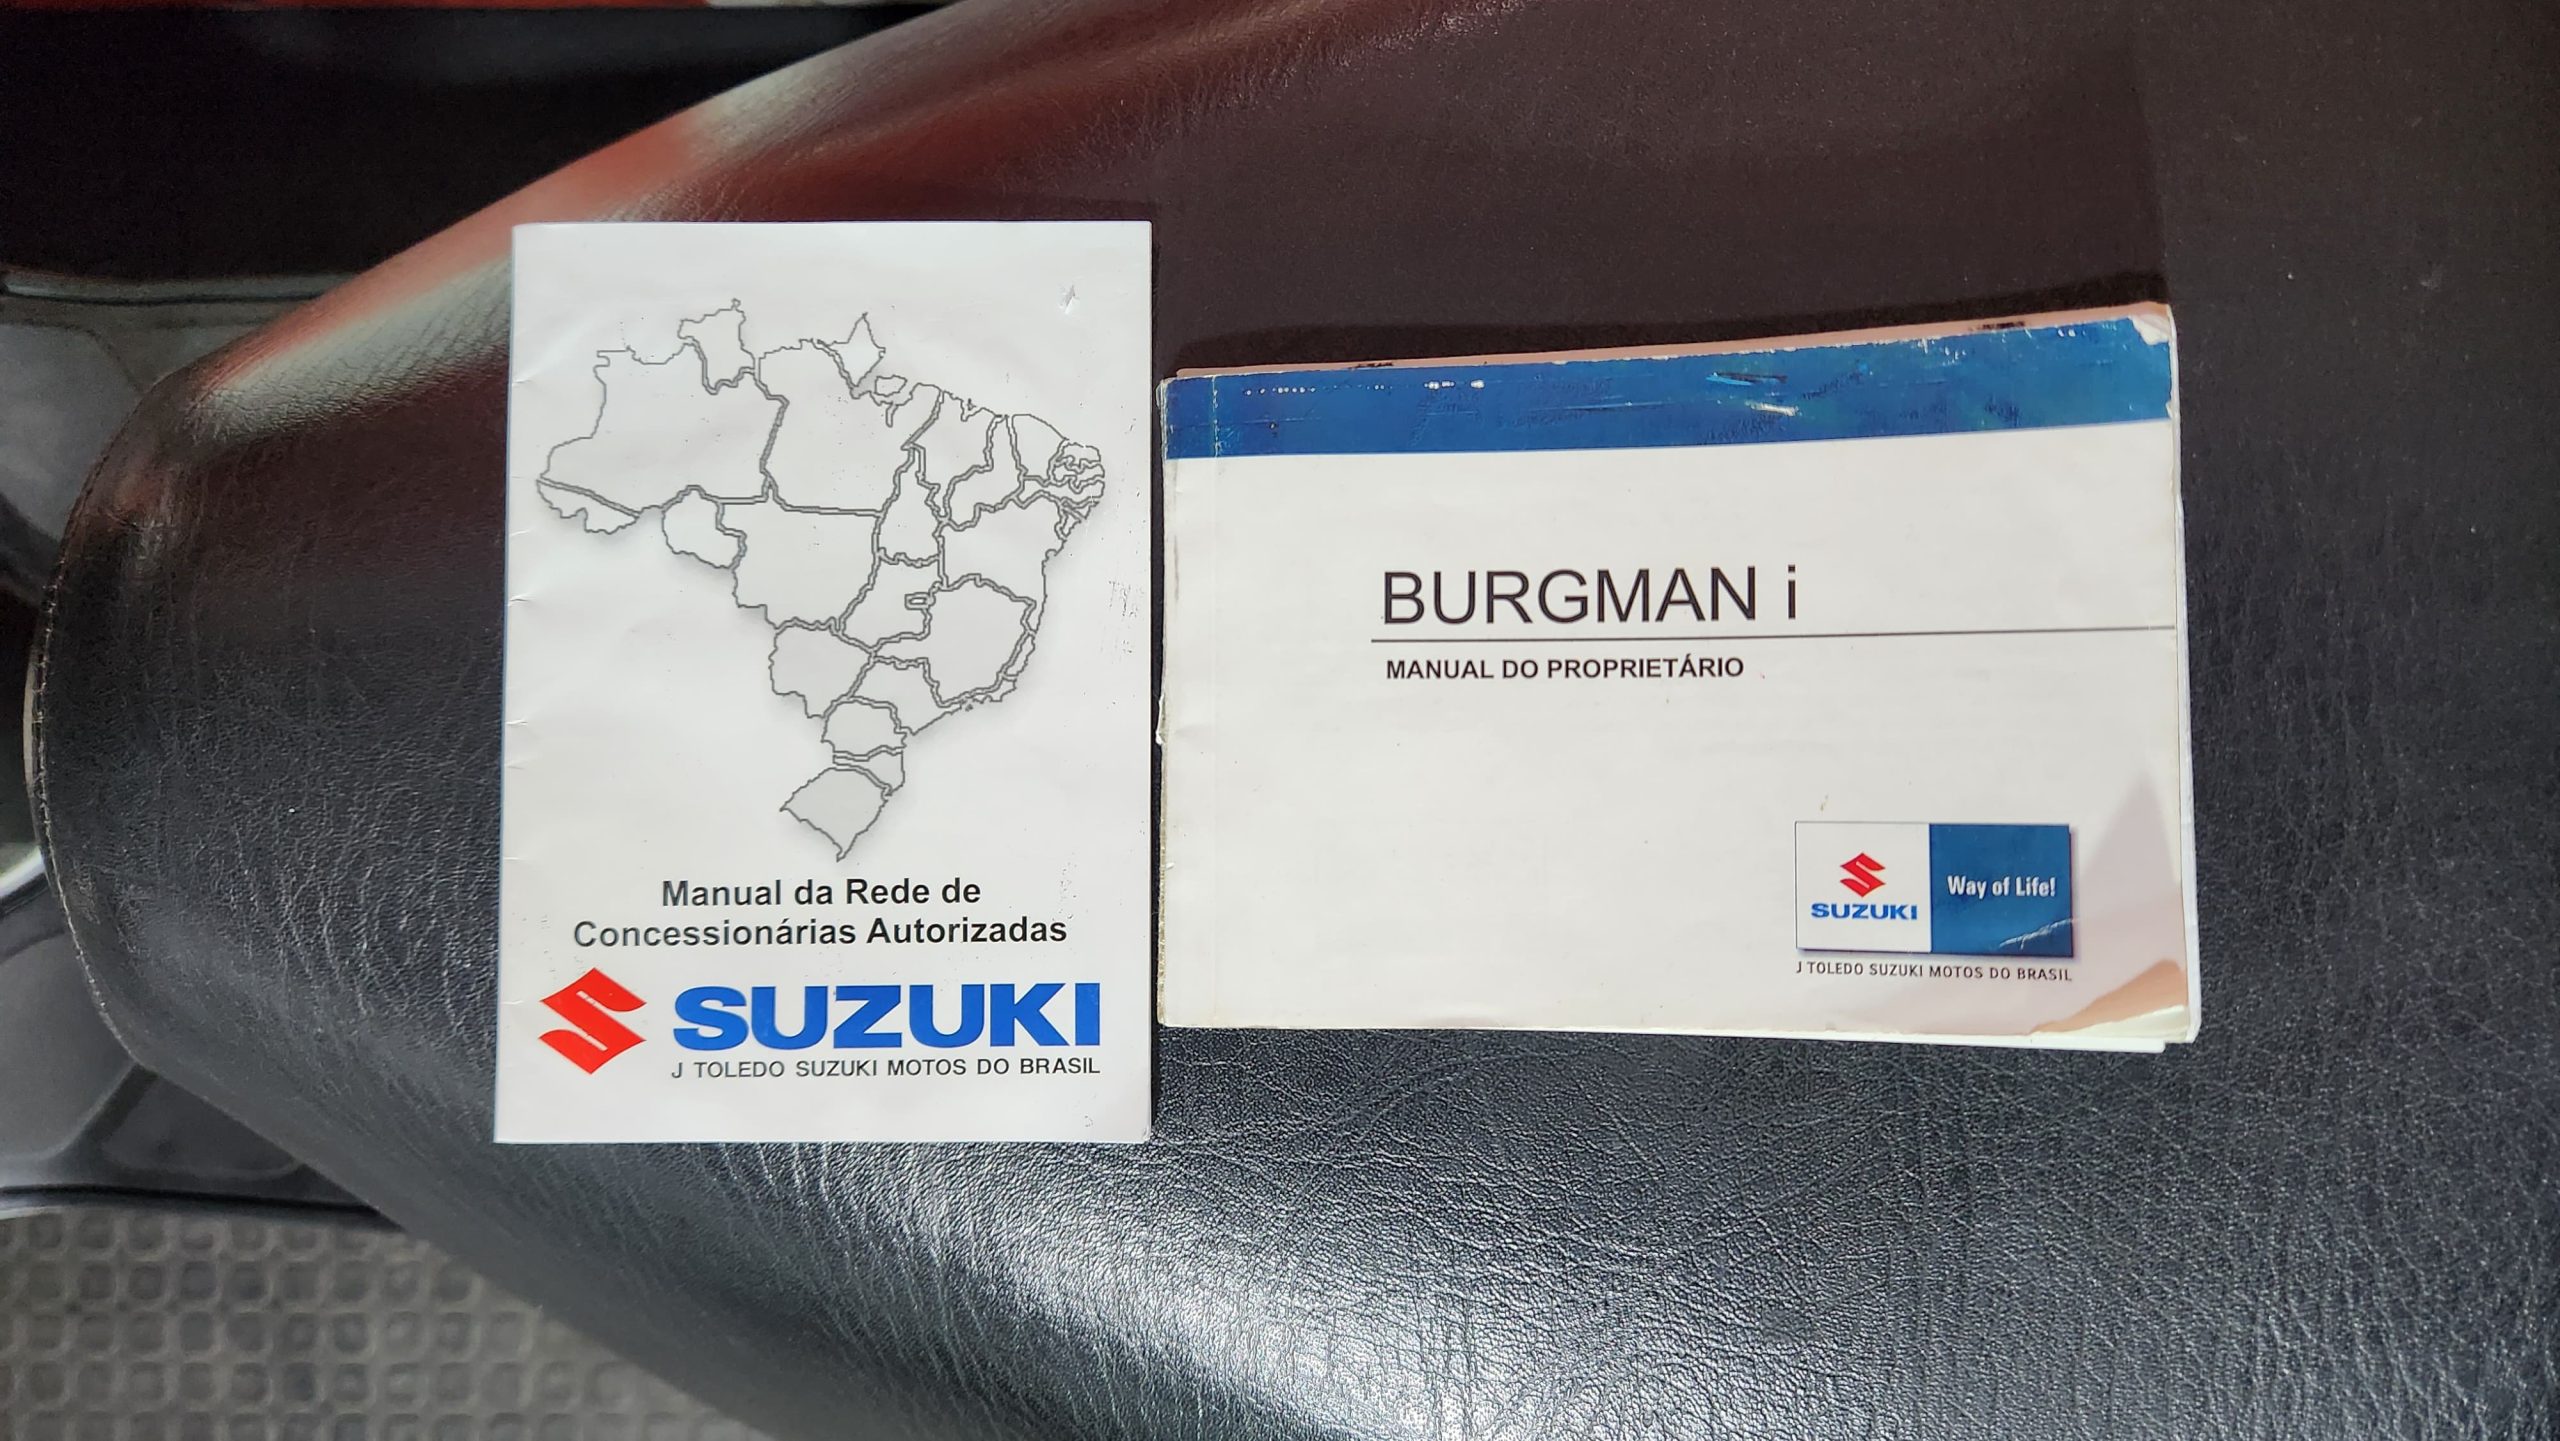 Manual da Rede de
Concessionárias Autorizadas
SUZUKI
J TOLEDO SUZUKI MOTOS DO BRASIL
BURGMAN i
MANUAL DO PROPRIETÁRIO
SUZUKI
Way of Life!
J TOLEDO SUZUKI MOTOS DO BRASIL